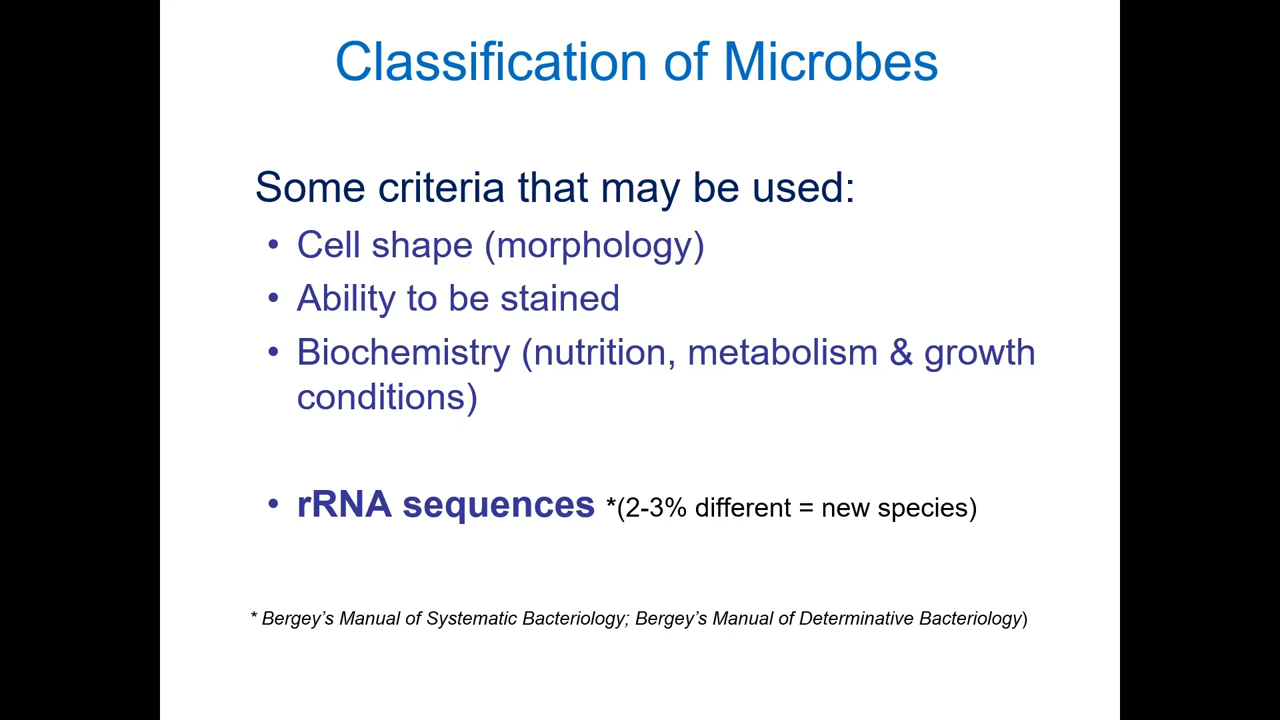 Classification of Microbes
Some criteria that may be used:
• Cell shape (morphology)
• Ability to be stained
• Biochemistry (nutrition, metabolism & growth
conditions)
• rRNA sequences *(2-3% different = new species)
* Bergey’s Manual of Systematic Bacteriology; Bergey’s Manual of Determinative Bacteriology)